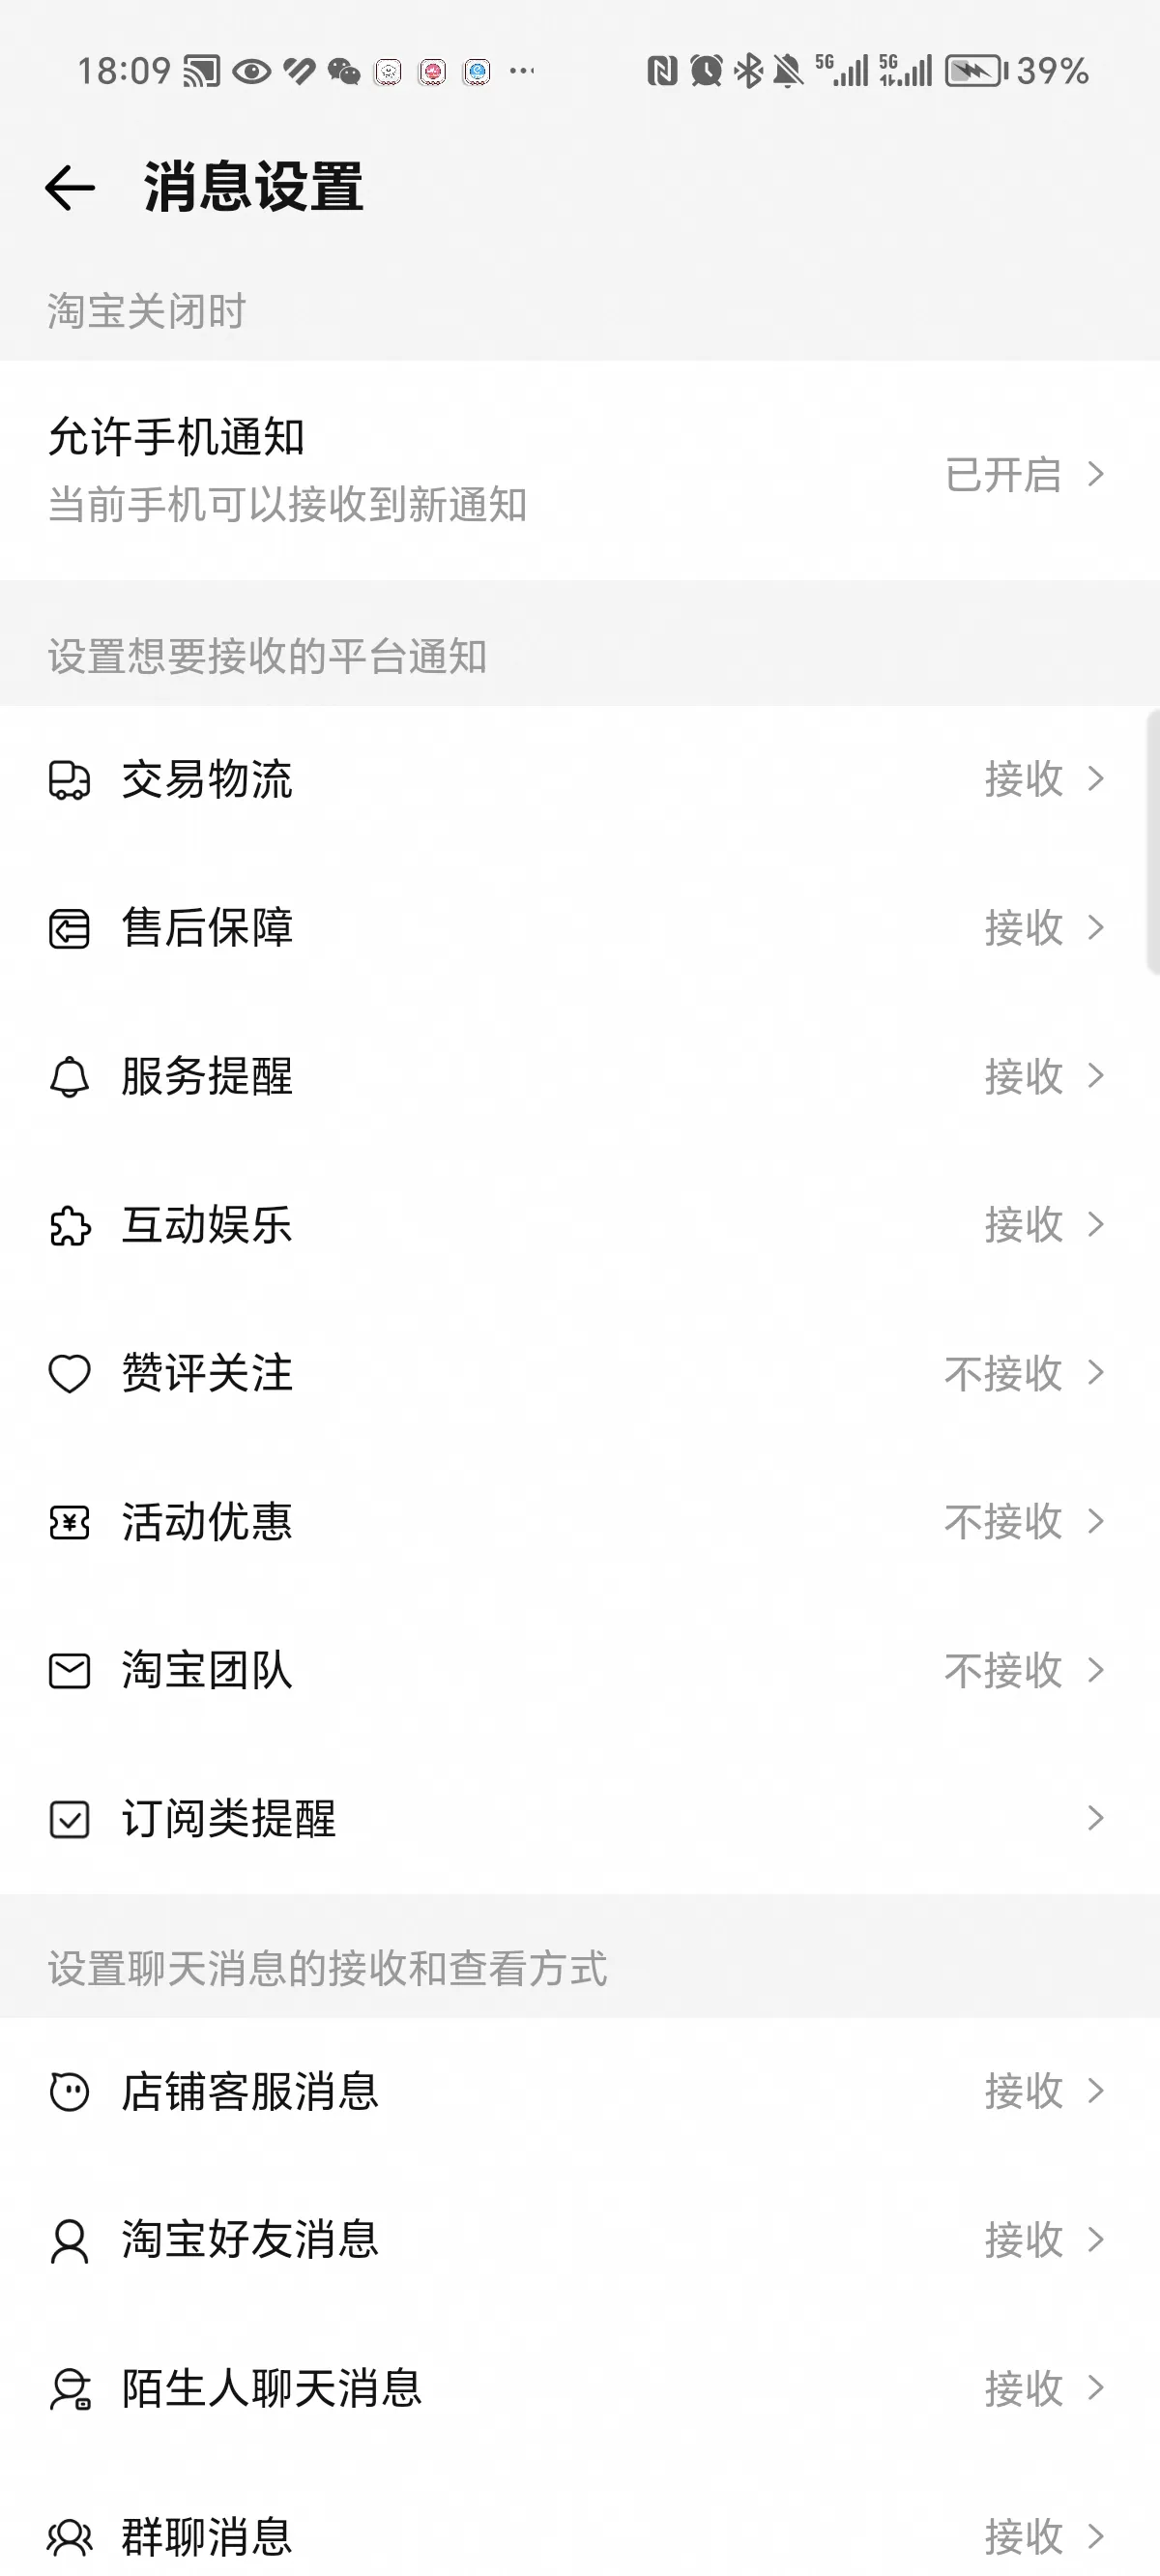 18:09 5G 5G 39%
消息设置
淘宝关闭时
允许手机通知
当前手机可以接收到新通知
已开启
设置想要接收的平台通知
交易物流 接收
售后保障 接收
服务提醒 接收
互动娱乐 接收
赞评关注 不接收
活动优惠 不接收
淘宝团队 不接收
订阅类提醒
设置聊天消息的接收和查看方式
店铺客服消息 接收
淘宝好友消息 接收
陌生人聊天消息 接收
群聊消息 接收